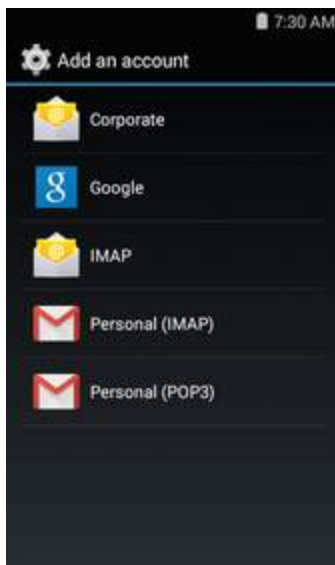 7:30 AM
Add an account
Corporate
Google
IMAP
Personal (IMAP)
Personal (POP3)